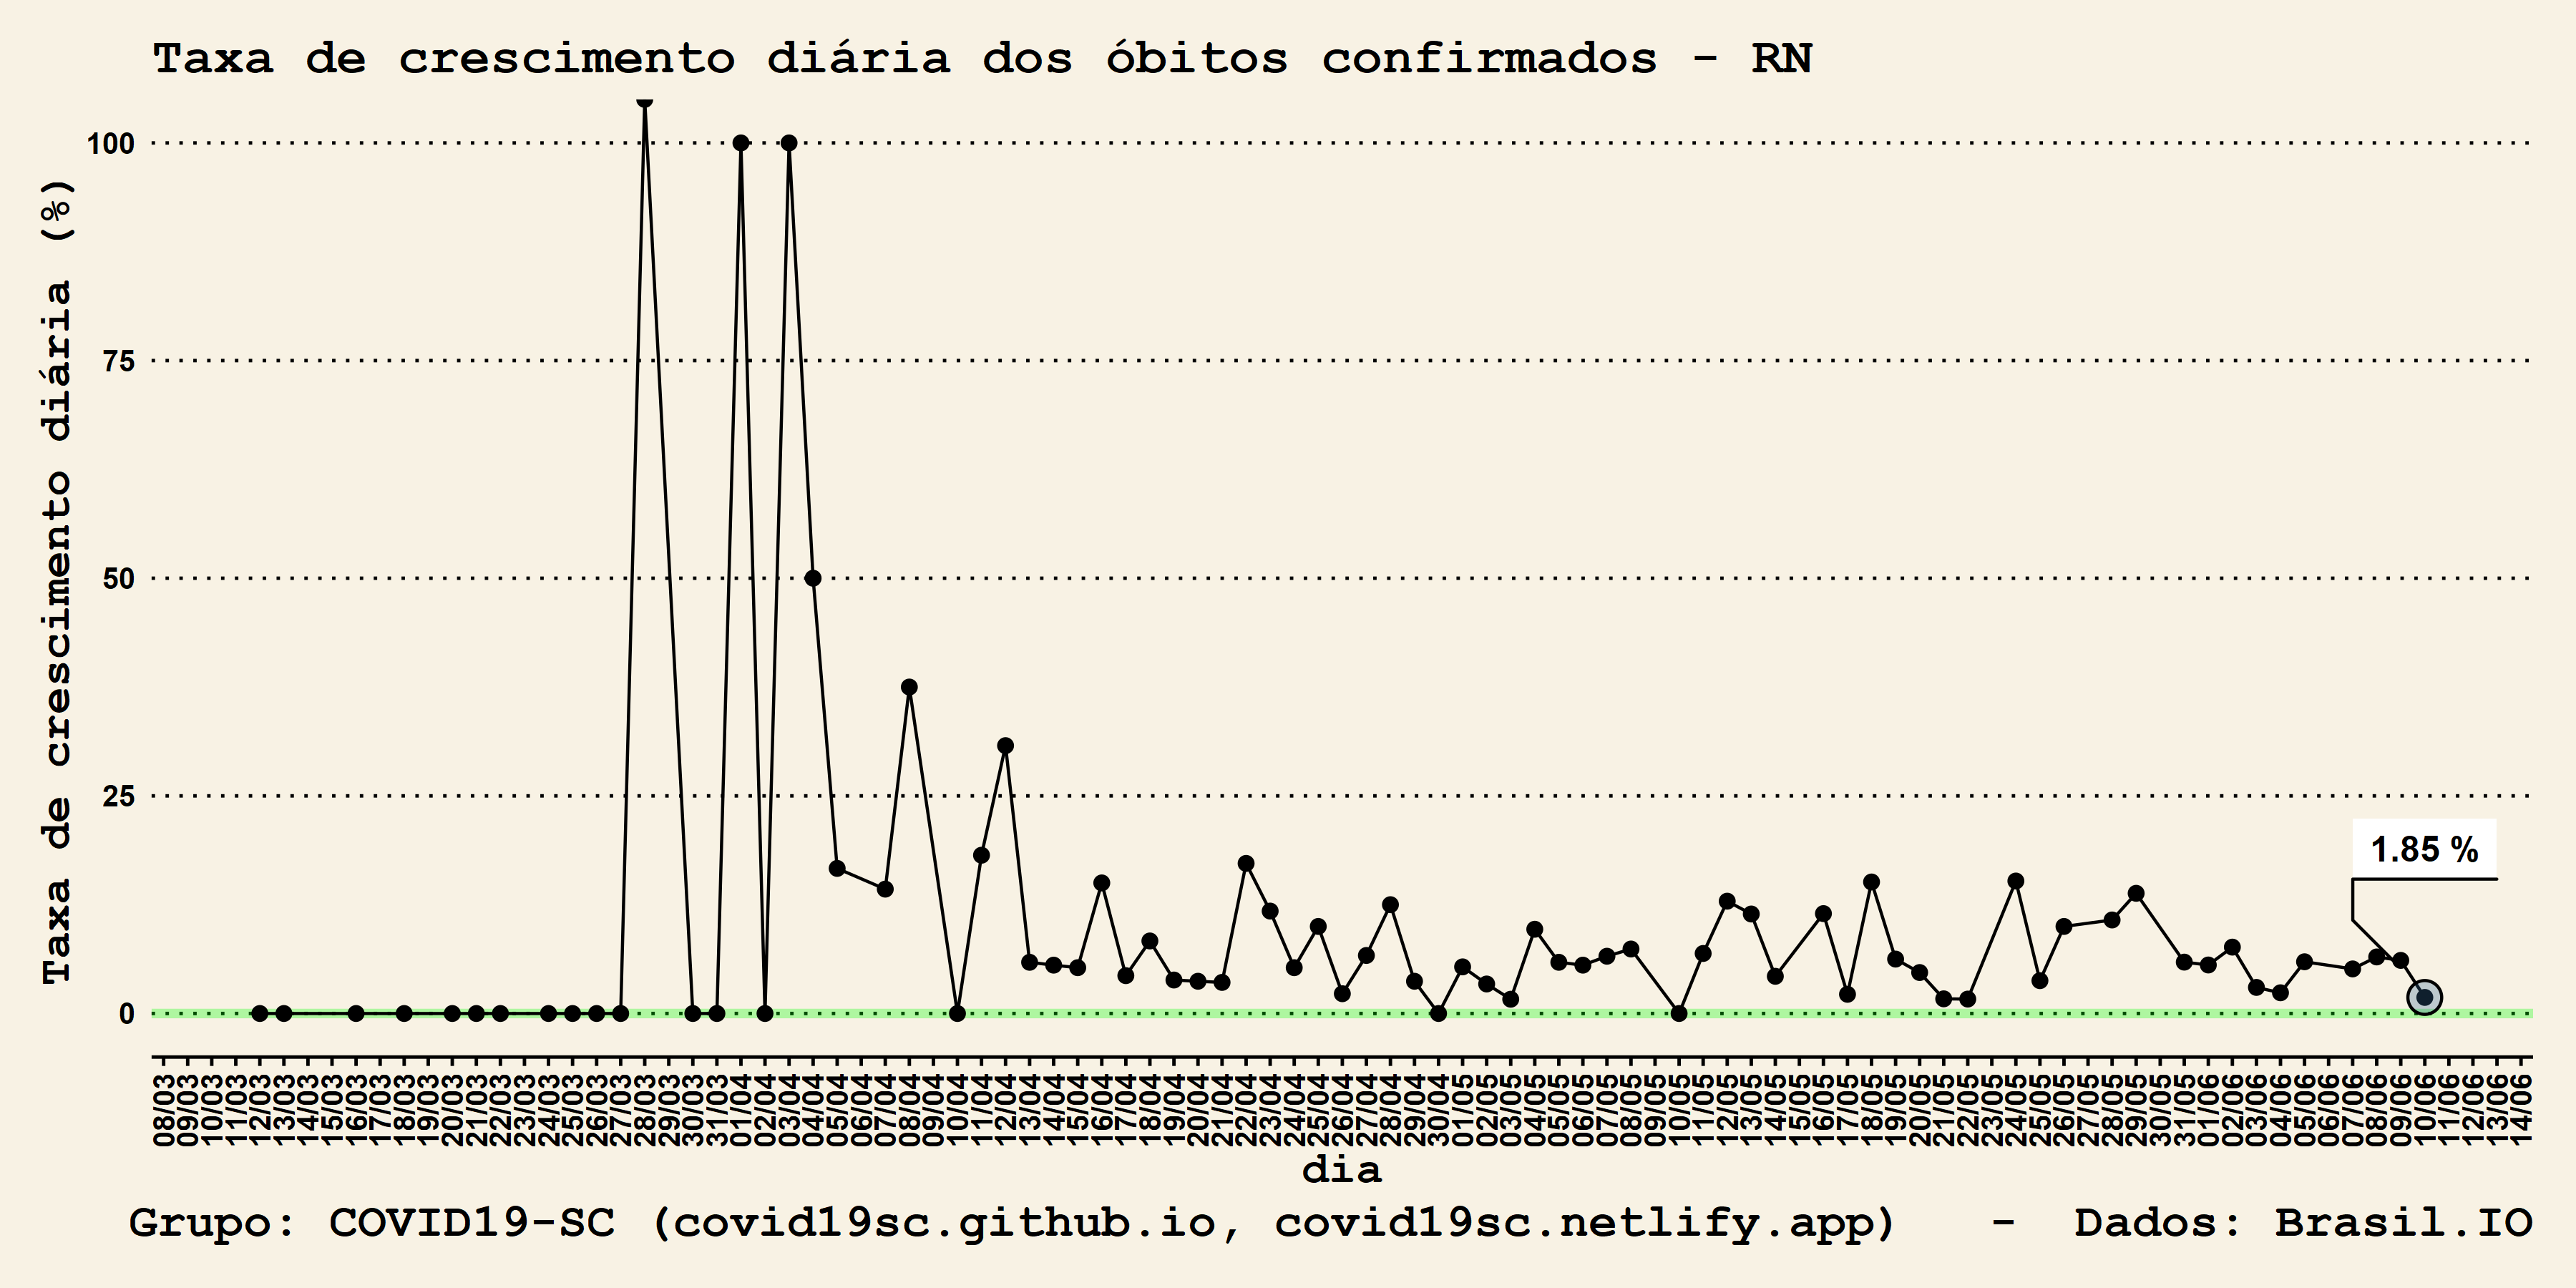 Taxa de crescimento diária dos óbitos confirmados - RN
Taxa de crescimento diária (%)
100
75
50
25
0
1.85 %
08/03 09/03 10/03 11/03 12/03 13/03 14/03 15/03 16/03 17/03 18/03 19/03 20/03 21/03 22/03 23/03 24/03 25/03 26/03 27/03 28/03 29/03 30/03 31/03 01/04 02/04 03/04 04/04 05/04 07/04 08/04 09/04 10/04 11/04 12/04 13/04 14/04 15/04 16/04 17/04 18/04 19/04 20/04 21/04 22/04 23/04 24/04 25/04 26/04 27/04 28/04 29/04 30/04 01/05 02/05 03/05 04/05 05/05 06/05 07/05 08/05 09/05 10/05 11/05 12/05 13/05 14/05 15/05 16/05 17/05 18/05 19/05 20/05 21/05 22/05 23/05 24/05 25/05 26/05 27/05 28/05 29/05 30/05 31/05 01/06 02/06 03/06 04/06 05/06 06/06 07/06 08/06 09/06 10/06 11/06 12/06 13/06 14/06
dia
Grupo: COVID19-SC (covid19sc.github.io, covid19sc.netlify.app) - Dados: Brasil.IO